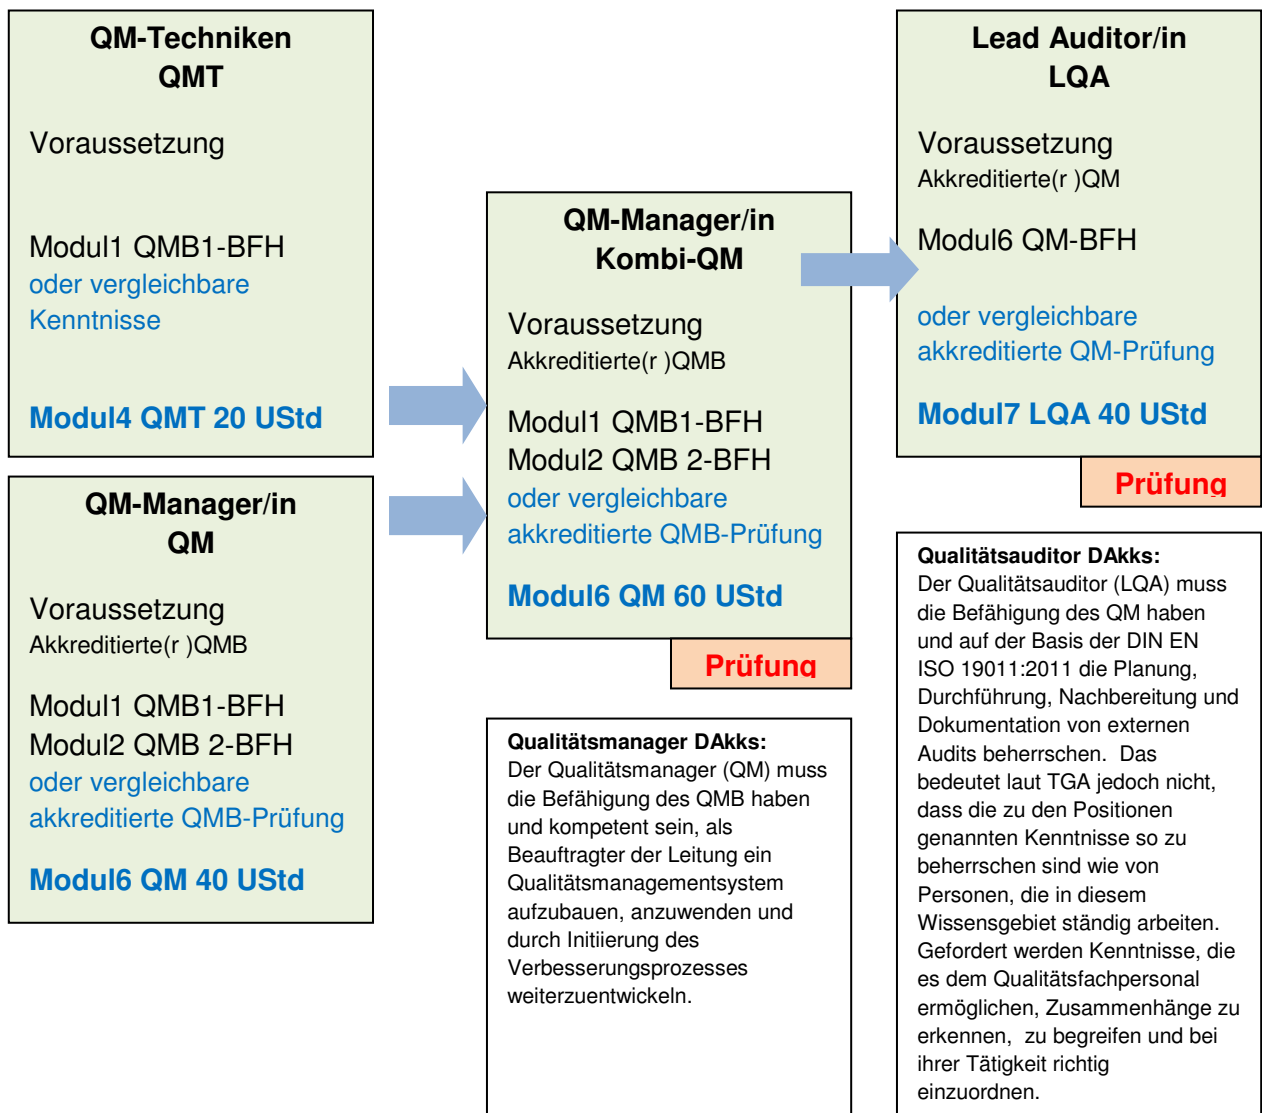 QM-Techniken
QMT
Voraussetzung
Modul1 QMB1-BFH
oder vergleichbare
Kenntnisse
Modul4 QMT 20 UStd
QM-Manager/in
QM
Voraussetzung
Akkreditierte(r )QMB
Modul1 QMB1-BFH
Modul2 QMB 2-BFH
oder vergleichbare
akkreditierte QMB-Prüfung
Modul6 QM 40 UStd
QM-Manager/in
Kombi-QM
Voraussetzung
Akkreditierte(r )QMB
Modul1 QMB1-BFH
Modul2 QMB 2-BFH
oder vergleichbare
akkreditierte QMB-Prüfung
Modul6 QM 60 UStd
Prüfung
Qualitätsmanager DAkks:
Der Qualitätsmanager (QM) muss
die Befähigung des QMB haben
und kompetent sein, als
Beauftragter der Leitung ein
Qualitätsmanagementsystem
aufzubauen, anzuwenden und
durch Initiierung des
Verbesserungsprozesses
weiterzuentwickeln.
Lead Auditor/in
LQA
Voraussetzung
Akkreditierte(r )QM
Modul6 QM-BFH
oder vergleichbare
akkreditierte QM-Prüfung
Modul7 LQA 40 UStd
Prüfung
Qualitätsauditor DAkks:
Der Qualitätsauditor (LQA) muss
die Befähigung des QM haben
und auf der Basis der DIN EN
ISO 19011:2011 die Planung,
Durchführung, Nachbereitung und
Dokumentation von externen
Audits beherrschen.  Das
bedeutet laut TGA jedoch nicht,
dass die zu den Positionen
genannten Kenntnisse so zu
beherrschen sind wie von
Personen, die in diesem
Wissensgebiet ständig arbeiten.
Gefordert werden Kenntnisse, die
es dem Qualitätsfachpersonal
ermöglichen, Zusammenhänge zu
erkennen,  zu begreifen und bei
ihrer Tätigkeit richtig
einzuordnen.